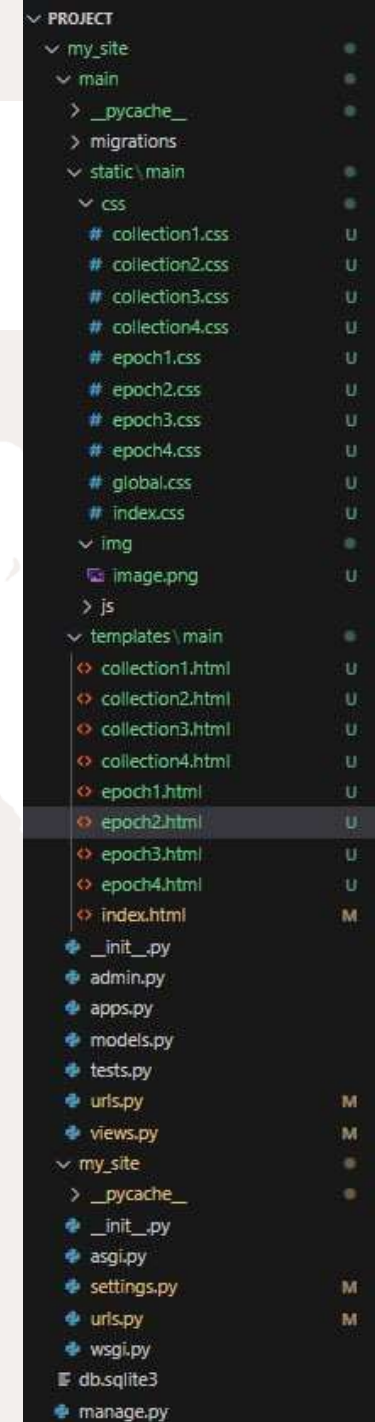 PROJECT
my_site
main
__pycache__
migrations
static\main
css
# collection1.css U
# collection2.css U
# collection3.css U
# collection4.css U
# epoch1.css U
# epoch2.css U
# epoch3.css U
# epoch4.css U
# global.css U
# index.css U
img
image.png U
js
templates\main
<> collection1.html U
<> collection2.html U
<> collection3.html U
<> collection4.html U
<> epoch1.html U
<> epoch2.html U
<> epoch3.html U
<> epoch4.html U
<> index.html M
__init__.py
admin.py
apps.py
models.py
tests.py
urls.py M
views.py M
my_site
__pycache__
__init__.py
asgi.py
settings.py M
urls.py M
wsgi.py
db.sqlite3
manage.py